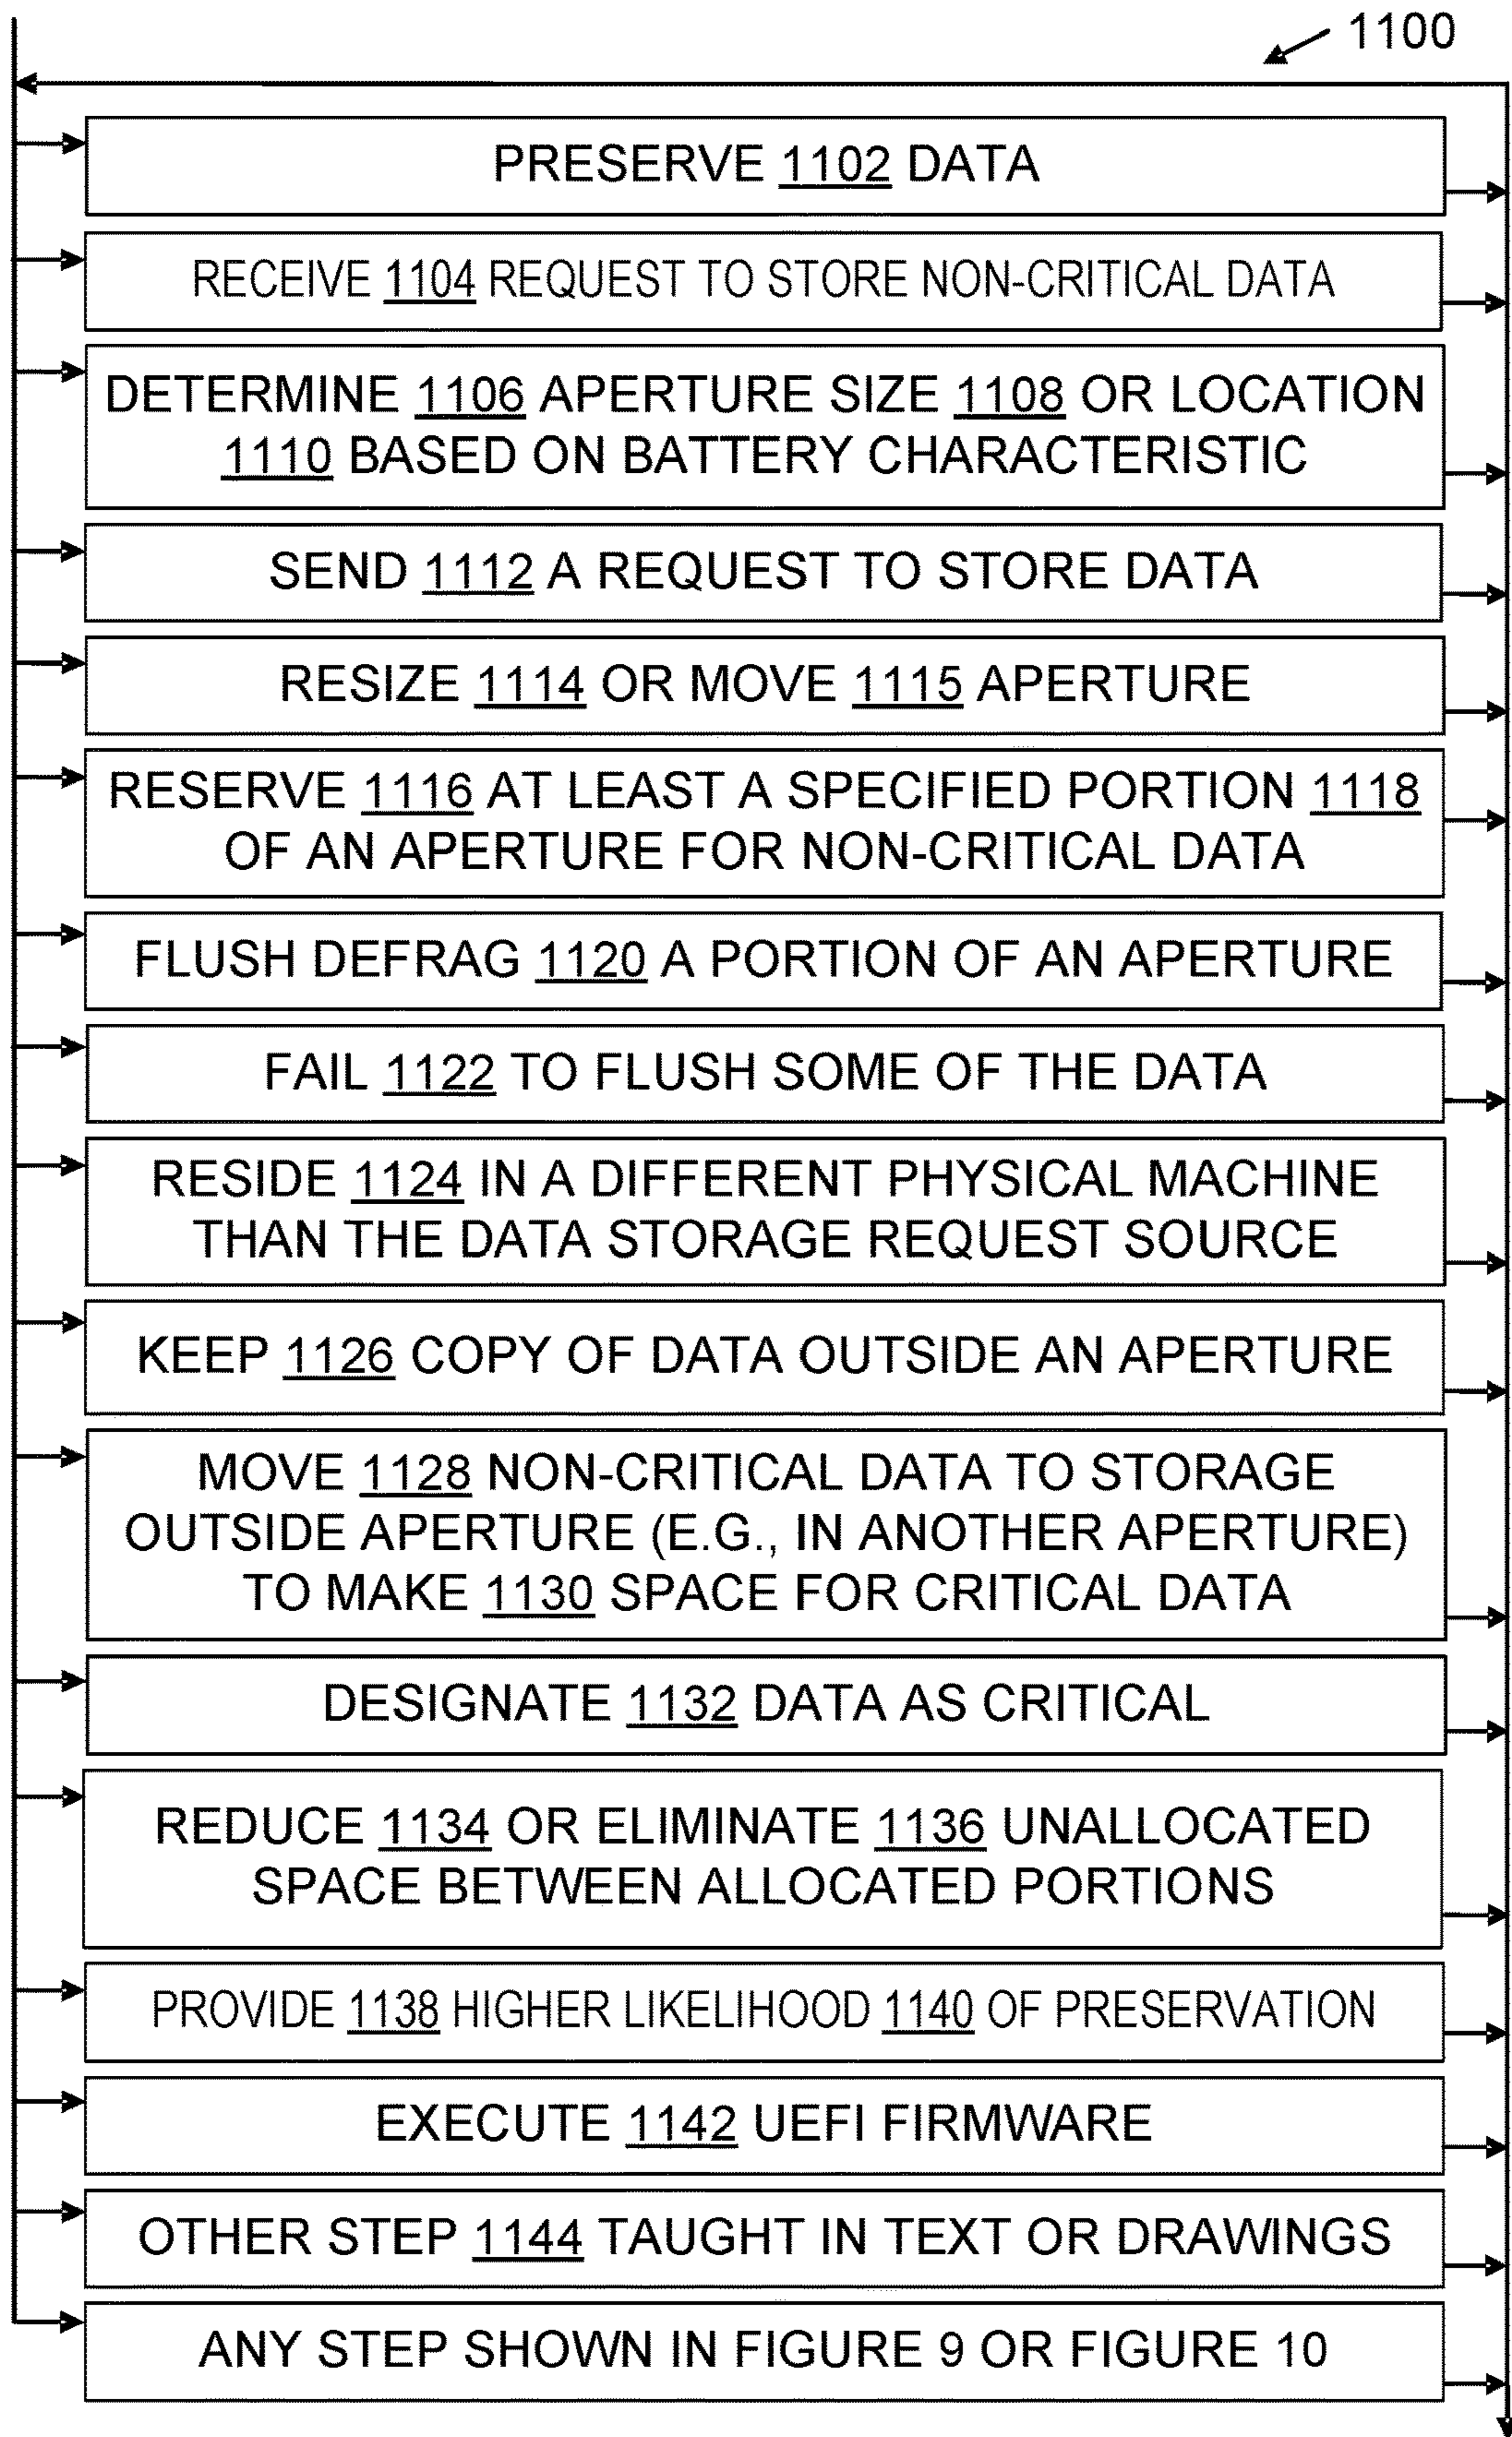 1100
PRESERVE 1102 DATA
RECEIVE 1104 REQUEST TO STORE NON-CRITICAL DATA
DETERMINE 1106 APERTURE SIZE 1108 OR LOCATION
1110 BASED ON BATTERY CHARACTERISTIC
SEND 1112 A REQUEST TO STORE DATA
RESIZE 1114 OR MOVE 1115 APERTURE
RESERVE 1116 AT LEAST A SPECIFIED PORTION 1118
OF AN APERTURE FOR NON-CRITICAL DATA
FLUSH DEFRAG 1120 A PORTION OF AN APERTURE
FAIL 1122 TO FLUSH SOME OF THE DATA
RESIDE 1124 IN A DIFFERENT PHYSICAL MACHINE
THAN THE DATA STORAGE REQUEST SOURCE
KEEP 1126 COPY OF DATA OUTSIDE AN APERTURE
MOVE 1128 NON-CRITICAL DATA TO STORAGE
OUTSIDE APERTURE (E.G., IN ANOTHER APERTURE)
TO MAKE 1130 SPACE FOR CRITICAL DATA
DESIGNATE 1132 DATA AS CRITICAL
REDUCE 1134 OR ELIMINATE 1136 UNALLOCATED
SPACE BETWEEN ALLOCATED PORTIONS
PROVIDE 1138 HIGHER LIKELIHOOD 1140 OF PRESERVATION
EXECUTE 1142 UEFI FIRMWARE
OTHER STEP 1144 TAUGHT IN TEXT OR DRAWINGS
ANY STEP SHOWN IN FIGURE 9 OR FIGURE 10